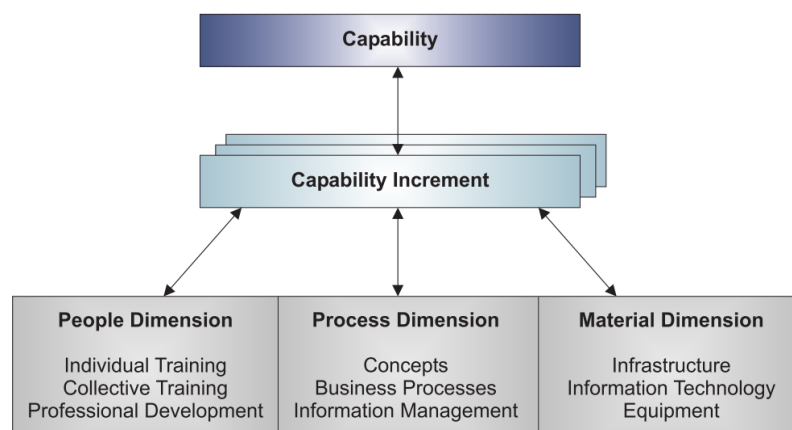 Capability
Capability Increment
People Dimension
Individual Training
Collective Training
Professional Development
Process Dimension
Concepts
Business Processes
Information Management
Material Dimension
Infrastructure
Information Technology
Equipment